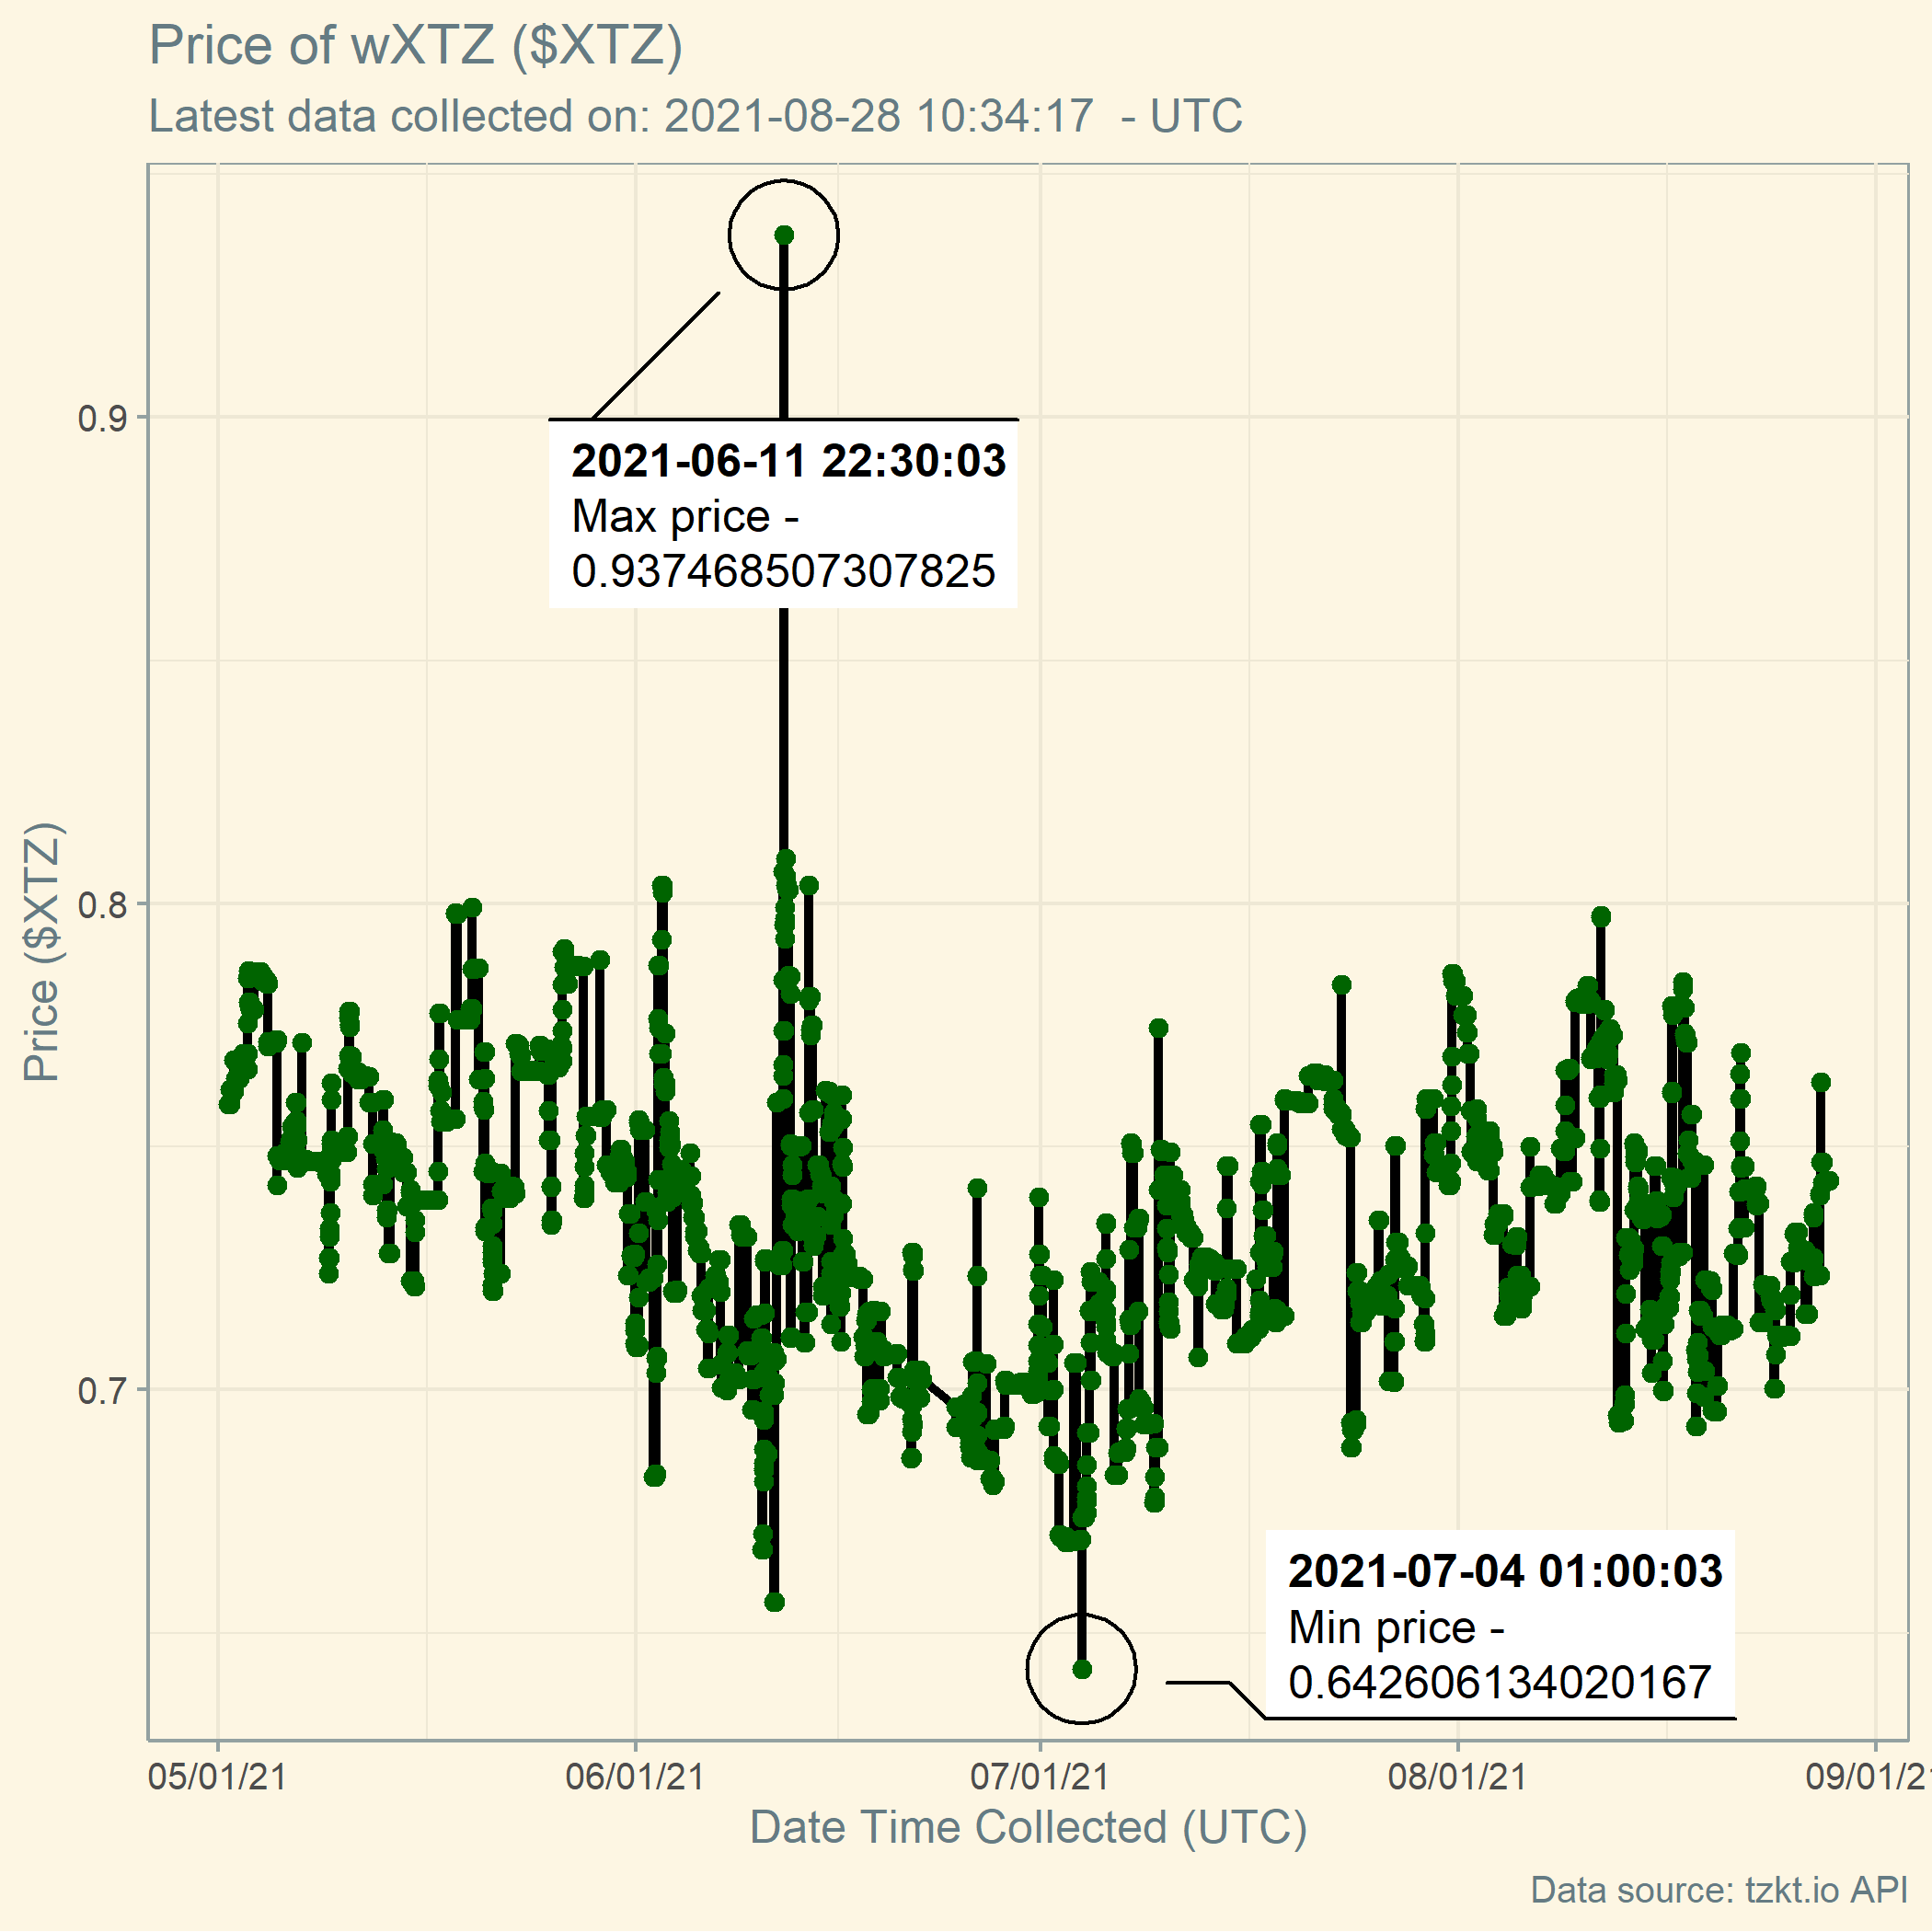 Price of wXTZ ($XTZ)
Latest data collected on: 2021-08-28 10:34:17  - UTC
0.9
2021-06-11 22:30:03
Max price -
0.937468507307825
Price ($XTZ)
0.8
0.7
2021-07-04 01:00:03
Min price -
0.642606134020167
05/01/21 06/01/21 07/01/21 08/01/21 09/01/21
Date Time Collected (UTC)
Data source: tzkt.io API